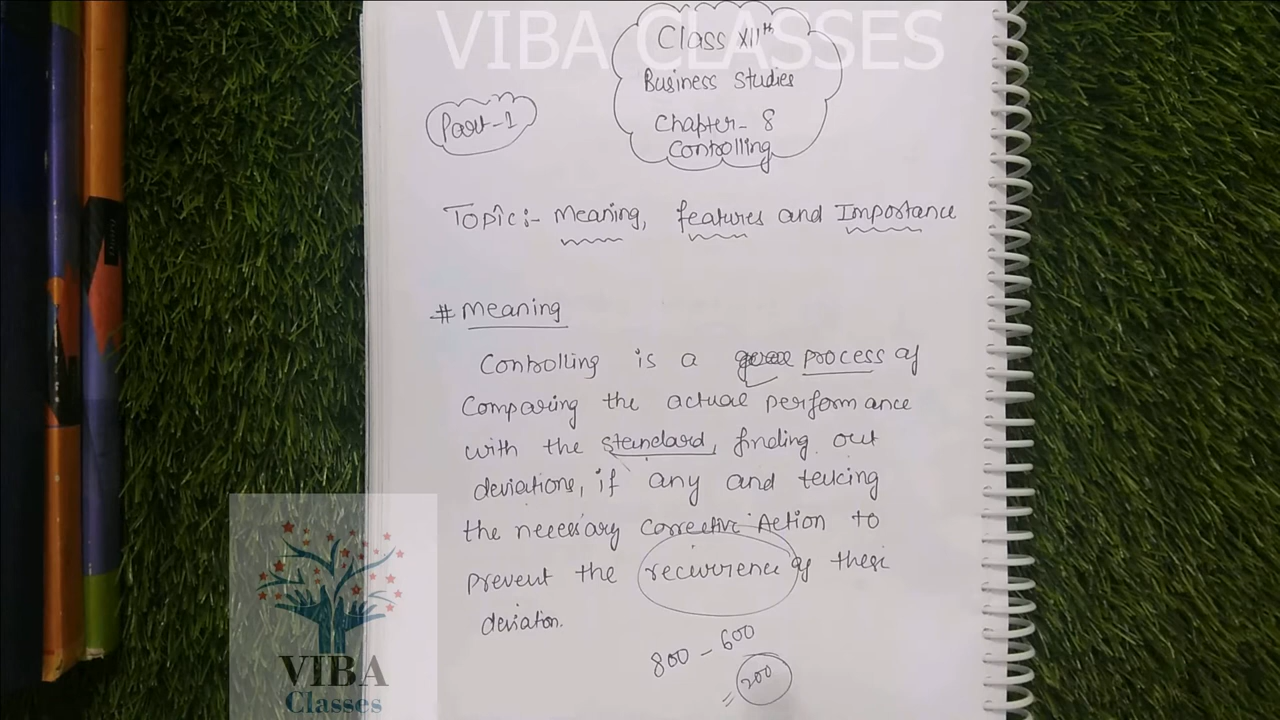 VIBA CLASSES
Class XIIth
Business Studies
Chapter- 8
Controlling
Part-1
Topic:- Meaning, features and Importance
# Meaning
Controlling is a process of
Comparing the actual performance
with the standard, finding out
deviations, if any and taking
the necessary corrective Action to
prevent the recurrence of these
deviation.
800 - 600
= 200
VIBA
Classes